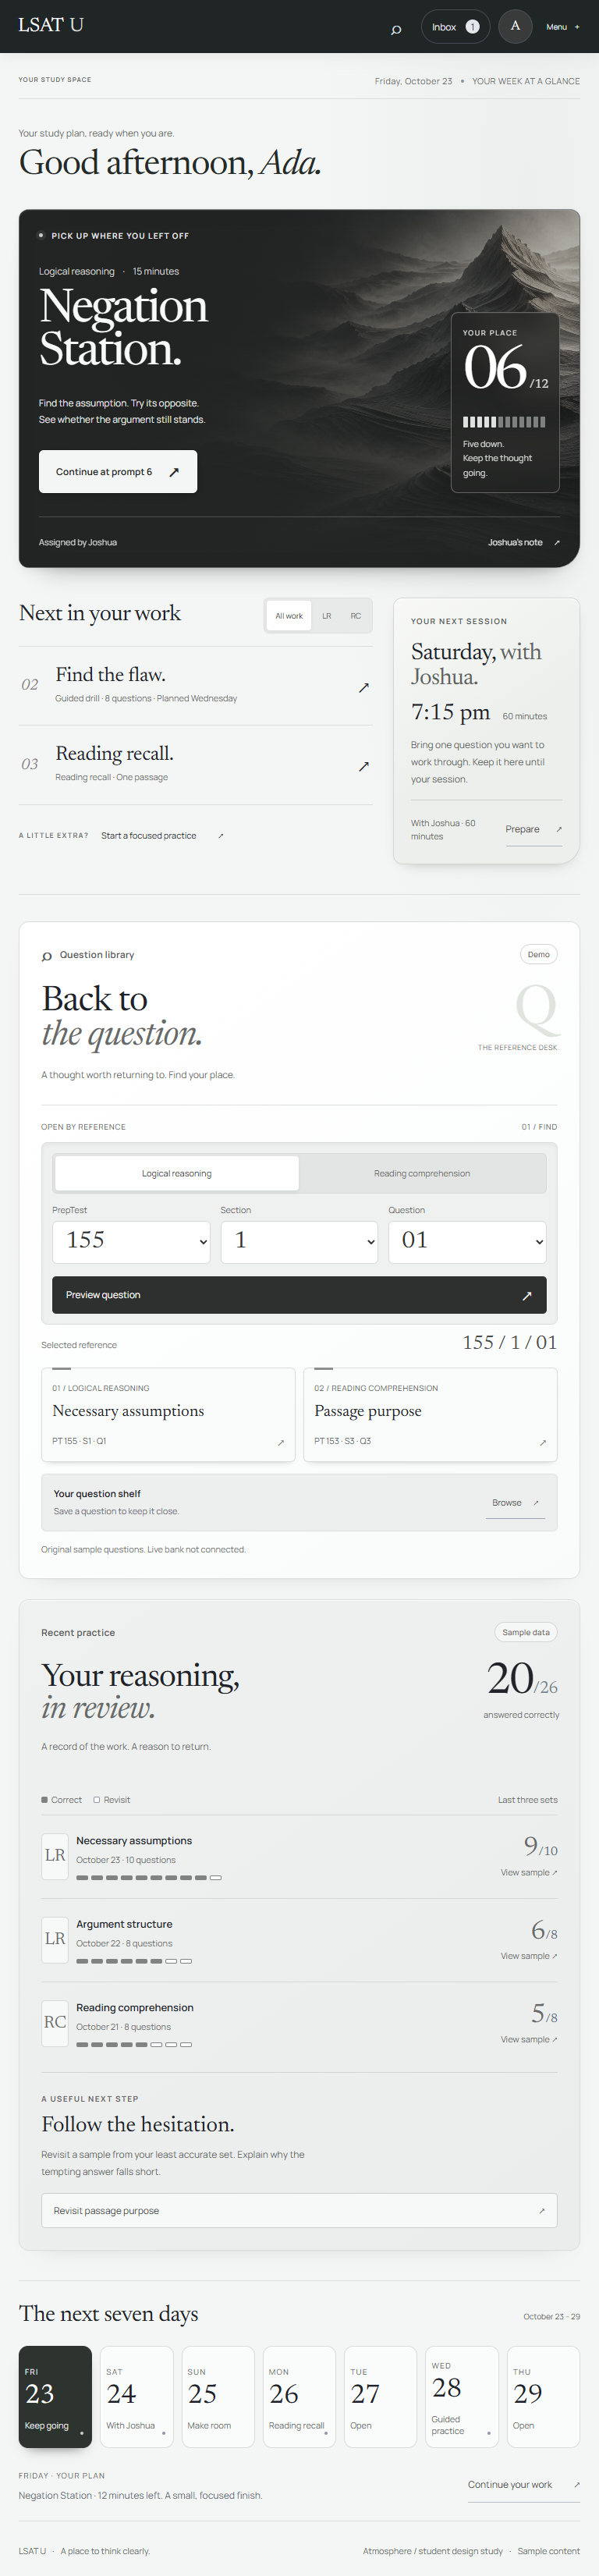 LSAT U
Inbox 1
A
Menu +
YOUR STUDY SPACE
Friday, October 23 • YOUR WEEK AT A GLANCE
Your study plan, ready when you are.
Good afternoon, Ada.
PICK UP WHERE YOU LEFT OFF
Logical reasoning · 15 minutes
Negation
Station.
Find the assumption. Try its opposite.
See whether the argument still stands.
Continue at prompt 6 ↗
YOUR PLACE
06 /12
Five down.
Keep the thought
going.
Assigned by Joshua
Joshua's note ↗
Next in your work
All work LR RC
02 Find the flaw. ↗
Guided drill · 8 questions · Planned Wednesday
03 Reading recall. ↗
Reading recall · One passage
A LITTLE EXTRA? Start a focused practice ↗
YOUR NEXT SESSION
Saturday, with
Joshua.
7:15 pm 60 minutes
Bring one question you want to
work through. Keep it here until
your session.
With Joshua · 60
minutes
Prepare ↗
Question library
Demo
Back to
the question.
Q
THE REFERENCE DESK
A thought worth returning to. Find your place.
OPEN BY REFERENCE 01 / FIND
Logical reasoning Reading comprehension
PrepTest Section Question
155 1 01
Preview question ↗
Selected reference 155 / 1 / 01
01 / LOGICAL REASONING
Necessary assumptions
PT 155 · S1 · Q1 ↗
02 / READING COMPREHENSION
Passage purpose
PT 153 · S3 · Q3 ↗
Your question shelf
Save a question to keep it close.
Browse ↗
Original sample questions. Live bank not connected.
Recent practice
Sample data
Your reasoning,
in review.
20/26
answered correctly
A record of the work. A reason to return.
Correct Revisit Last three sets
LR
Necessary assumptions
October 23 · 10 questions
9/10
View sample ↗
LR
Argument structure
October 22 · 8 questions
6/8
View sample ↗
RC
Reading comprehension
October 21 · 8 questions
5/8
View sample ↗
A USEFUL NEXT STEP
Follow the hesitation.
Revisit a sample from your least accurate set. Explain why the
tempting answer falls short.
Revisit passage purpose ↗
The next seven days
October 23 – 29
FRI
23
Keep going
SAT
24
With Joshua
SUN
25
Make room
MON
26
Reading recall
TUE
27
Open
WED
28
Guided
practice
THU
29
Open
FRIDAY · YOUR PLAN
Negation Station · 12 minutes left. A small, focused finish.
Continue your work ↗
LSAT U · A place to think clearly.
Atmosphere / student design study · Sample content